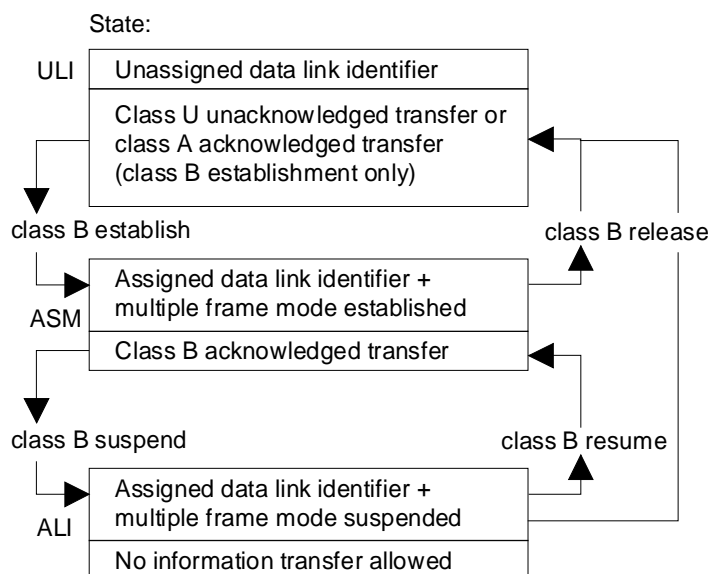 State:
ULI
Unassigned data link identifier
Class U unacknowledged transfer or
class A acknowledged transfer
(class B establishment only)
class B establish
class B release
Assigned data link identifier +
multiple frame mode established
ASM
Class B acknowledged transfer
class B suspend
class B resume
Assigned data link identifier +
multiple frame mode suspended
ALI
No information transfer allowed